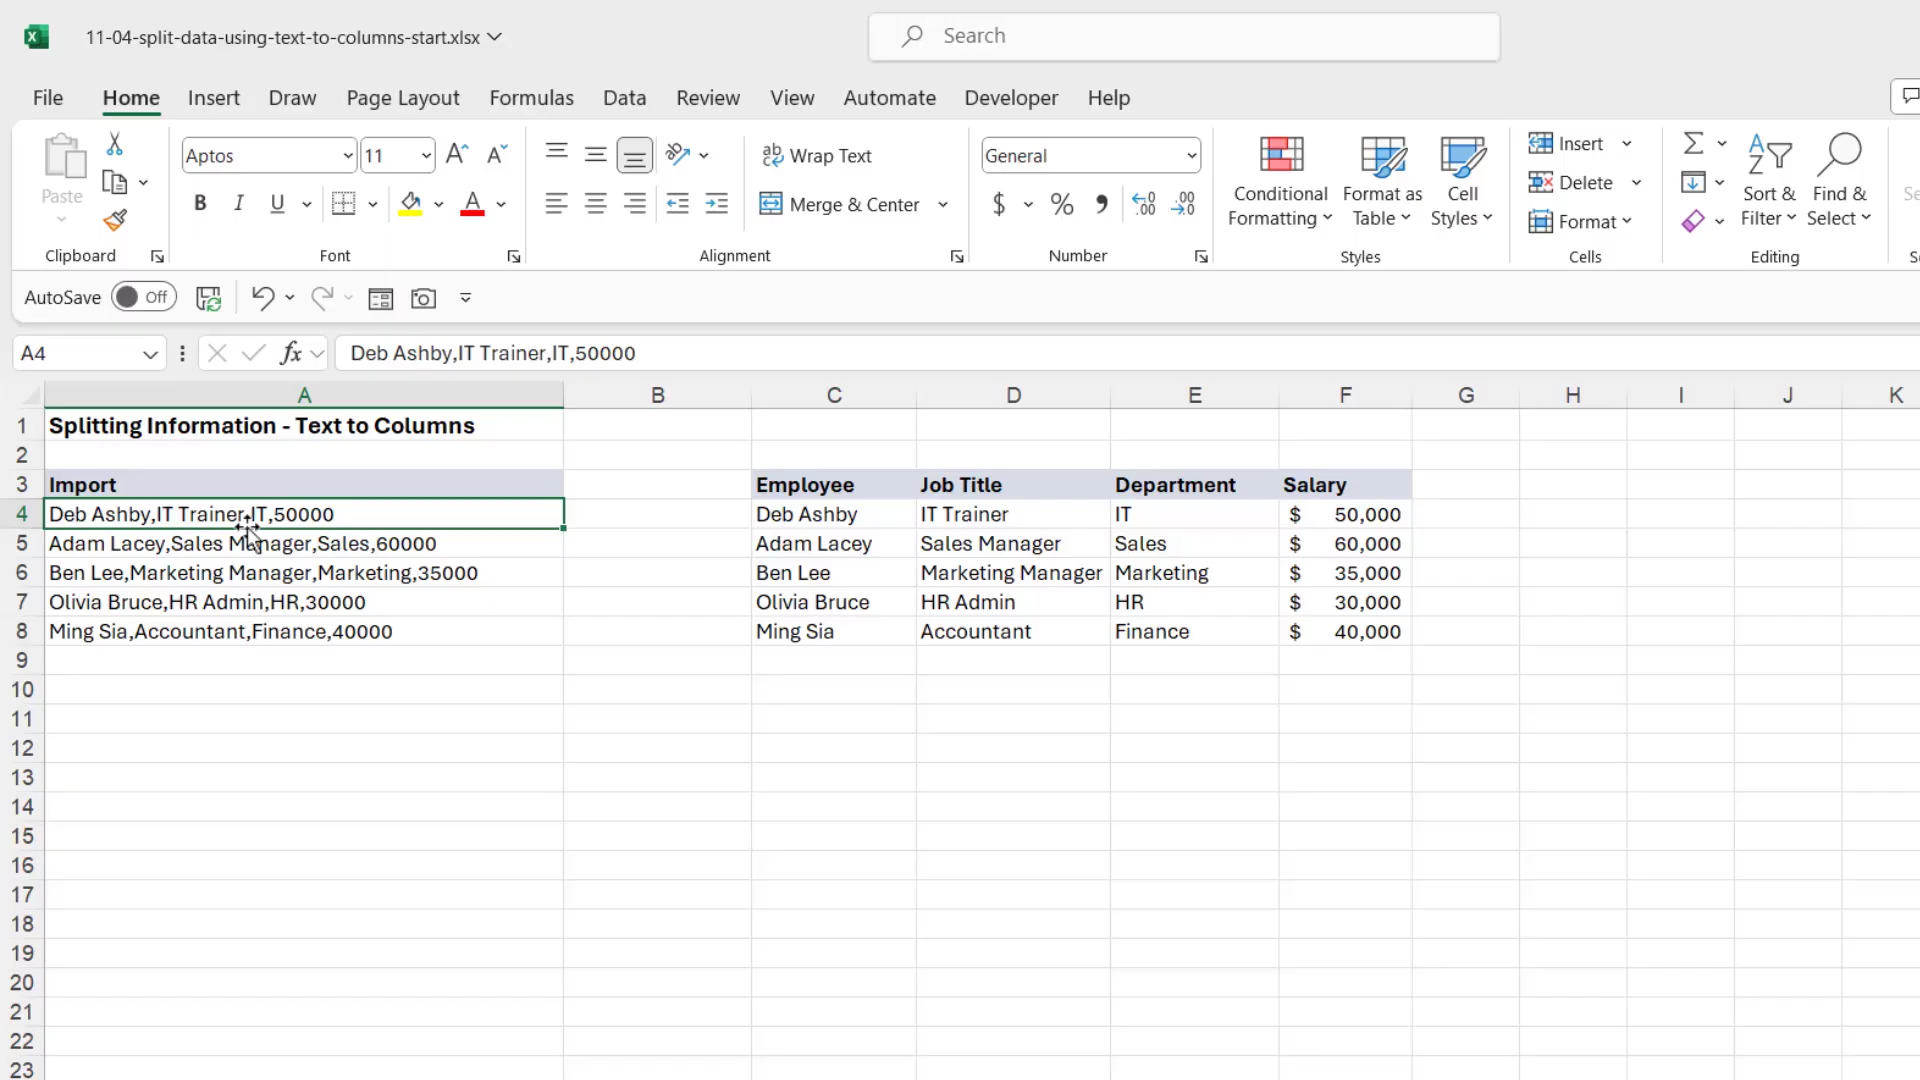 11-04-split-data-using-text-to-columns-start.xlsx
Search
File Home Insert Draw Page Layout Formulas Data Review View Automate Developer Help
Paste
Clipboard
Aptos 11
B I U A
Font
ab Wrap Text
Merge & Center
Alignment
General
$ % 9 .00 .00
Number
Conditional Formatting
Format as Table
Cell Styles
Styles
Insert
Delete
Format
Cells
Sort & Filter
Find & Select
Editing
AutoSave Off
A4 fx Deb Ashby,IT Trainer,IT,50000
A B C D E F G H I J K
1 Splitting Information - Text to Columns
2
3 Import Employee Job Title Department Salary
4 Deb Ashby,IT Trainer,IT,50000 Deb Ashby IT Trainer IT $ 50,000
5 Adam Lacey,Sales Manager,Sales,60000 Adam Lacey Sales Manager Sales $ 60,000
6 Ben Lee,Marketing Manager,Marketing,35000 Ben Lee Marketing Manager Marketing $ 35,000
7 Olivia Bruce,HR Admin,HR,30000 Olivia Bruce HR Admin HR $ 30,000
8 Ming Sia,Accountant,Finance,40000 Ming Sia Accountant Finance $ 40,000
9
10
11
12
13
14
15
16
17
18
19
20
21
22
23